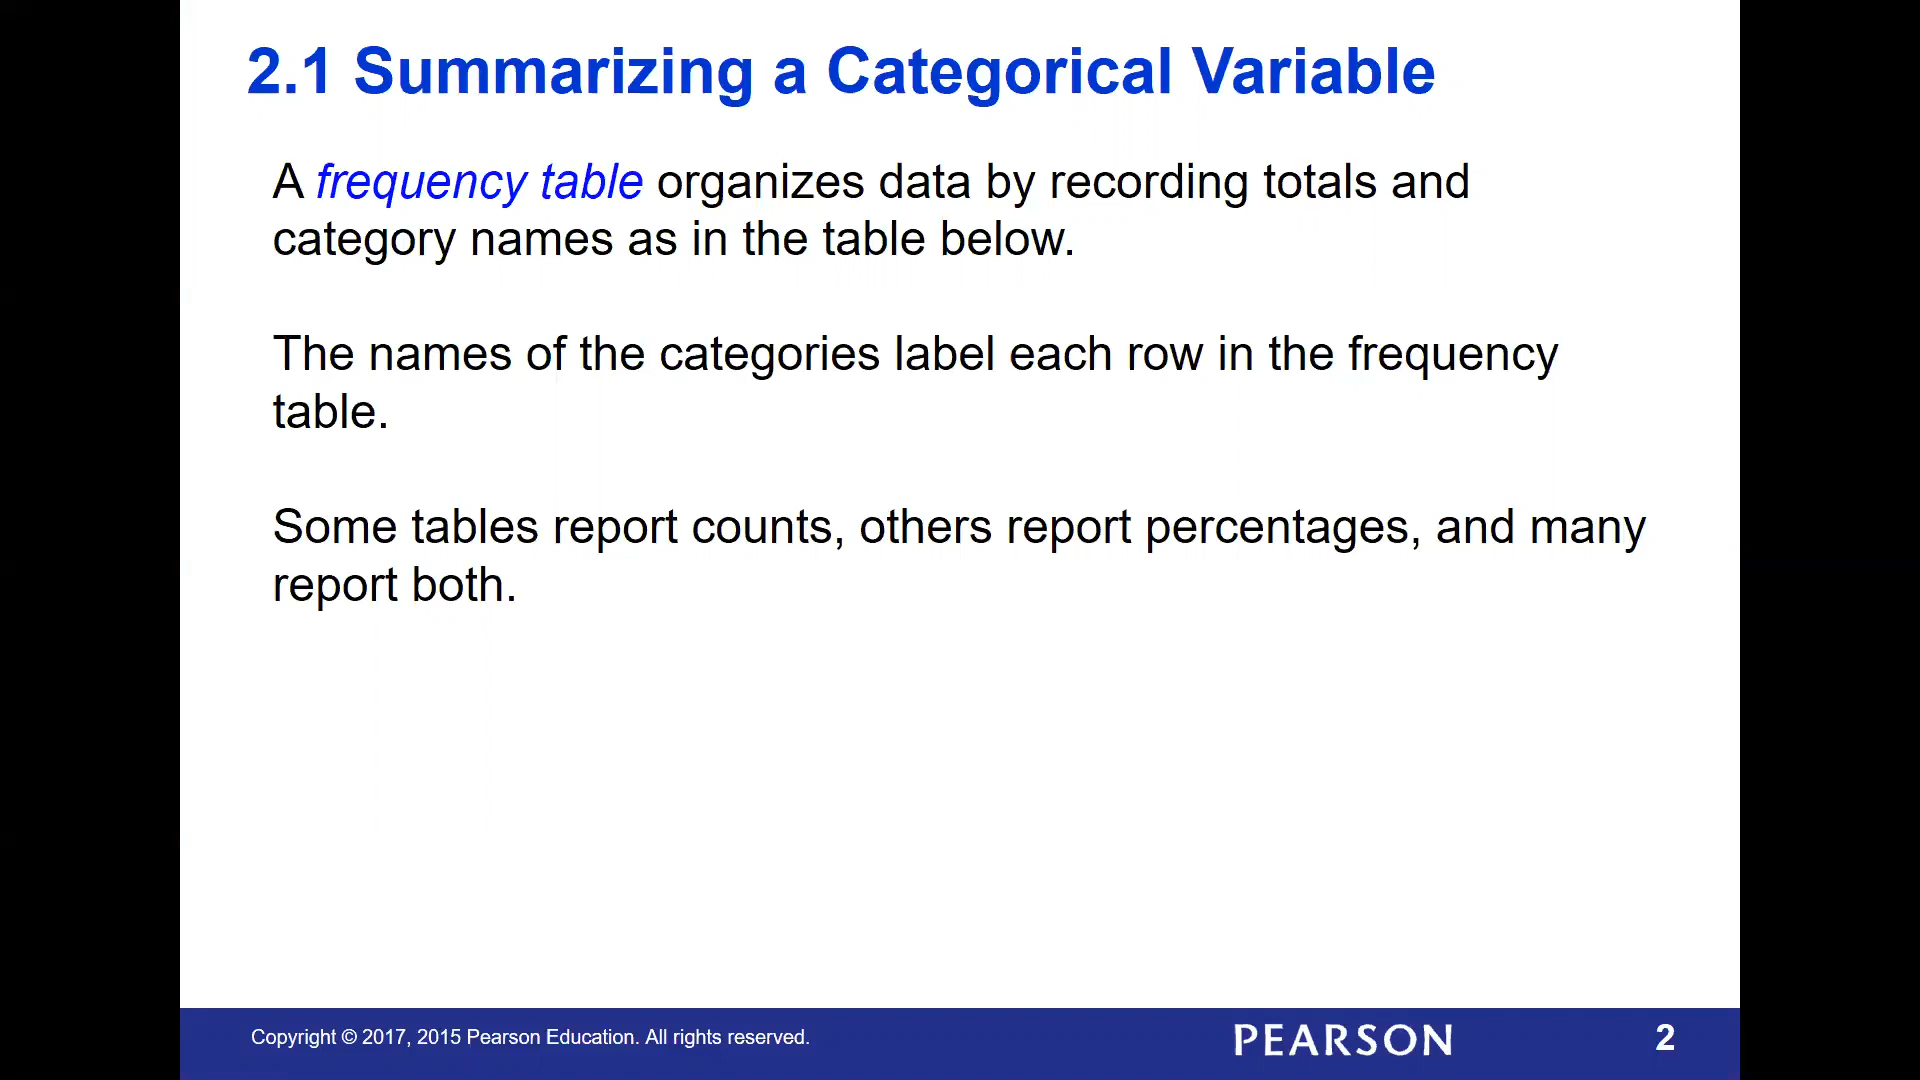 2.1 Summarizing a Categorical Variable
A frequency table organizes data by recording totals and
category names as in the table below.
The names of the categories label each row in the frequency
table.
Some tables report counts, others report percentages, and many
report both.
Copyright © 2017, 2015 Pearson Education. All rights reserved.
PEARSON
2